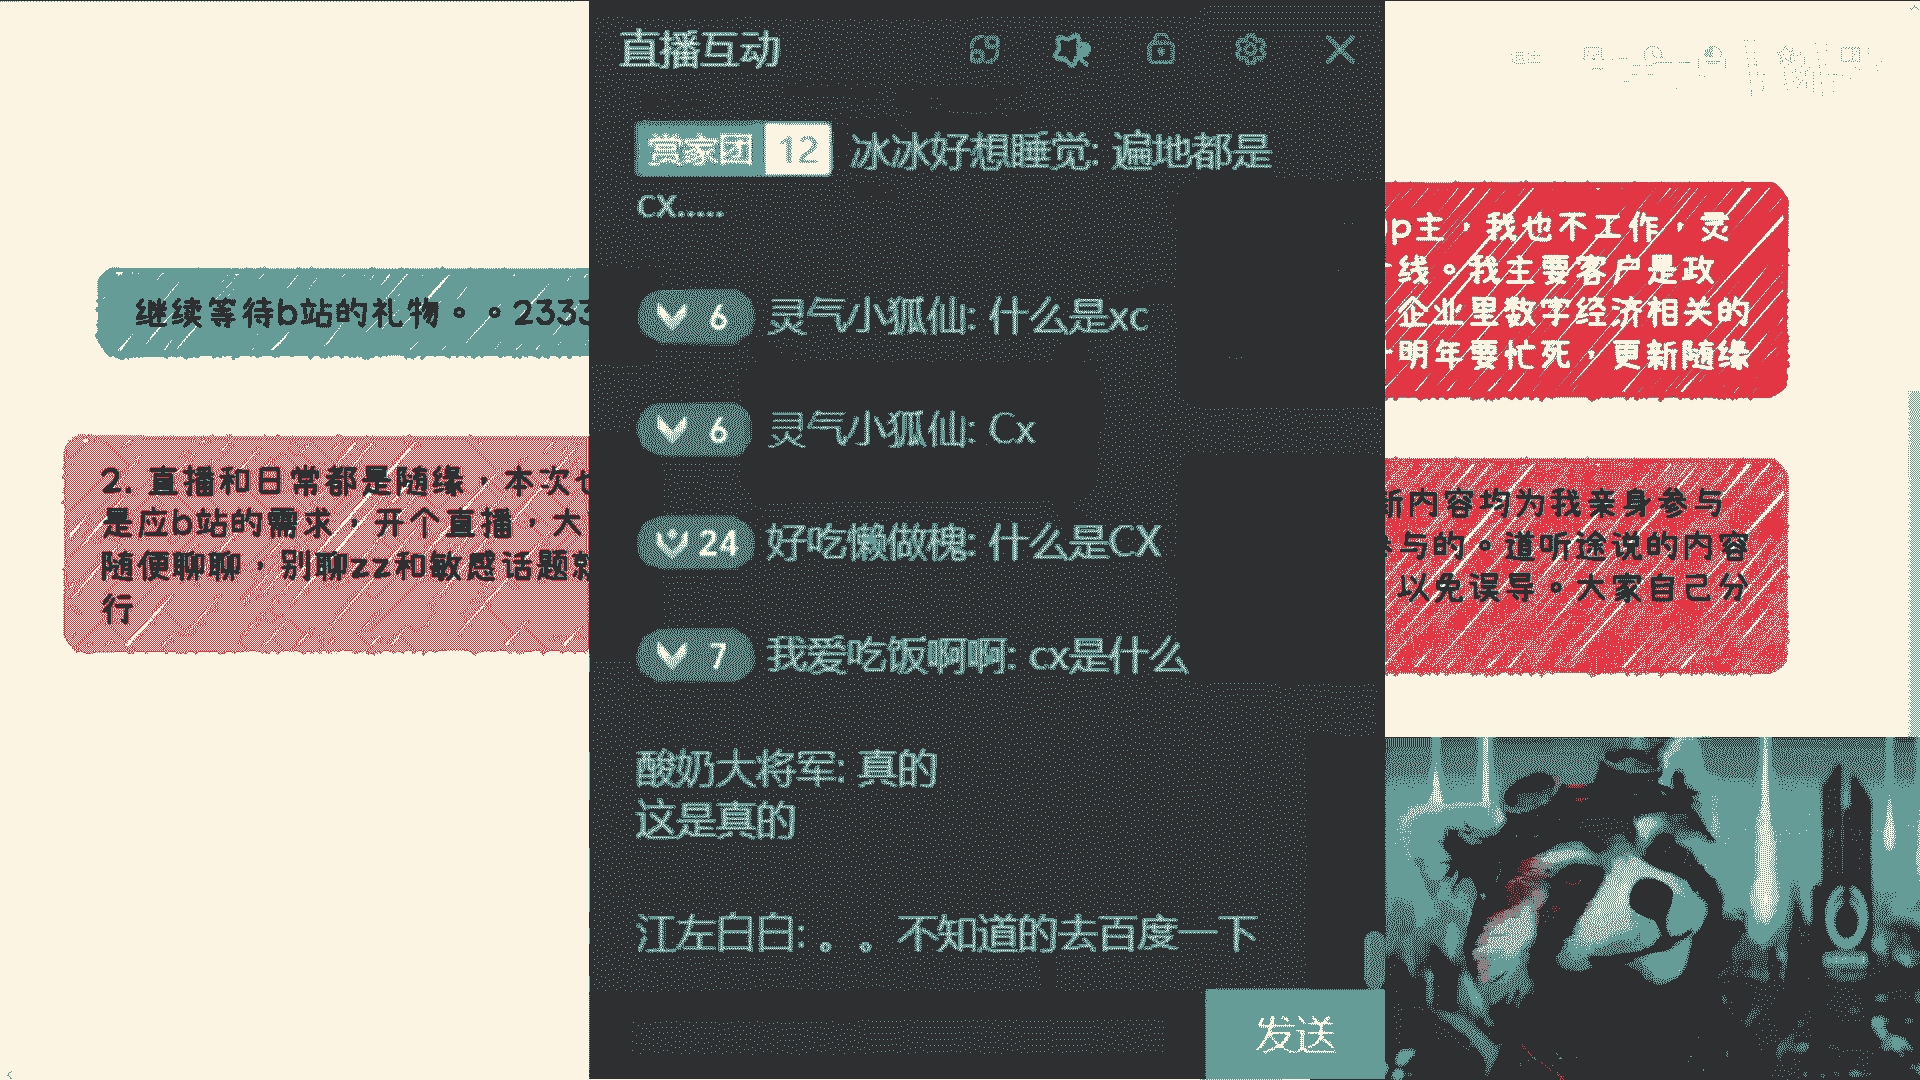 继续等待b站的礼物。。2333
2. 直播和日常都是随缘，本次
是应b站的需求，开个直播，大
随便聊聊，别聊zz和敏感话题
行
直播互动
赏家团 12 冰冰好想睡觉: 遍地都是
cx.....
6 灵气小狐仙: 什么是xc
6 灵气小狐仙: Cx
24 好吃懒做槐: 什么是CX
7 我爱吃饭啊啊: cx是什么
酸奶大将军: 真的
这是真的
江左白白: 。。不知道的去百度一下
发送
p主，我也不工作，灵
线。我主要客户是政
企业里数字经济相关的
明年要忙死，更新随缘
新内容均为我亲身参与
参与的。道听途说的内容
以免误导。大家自己分